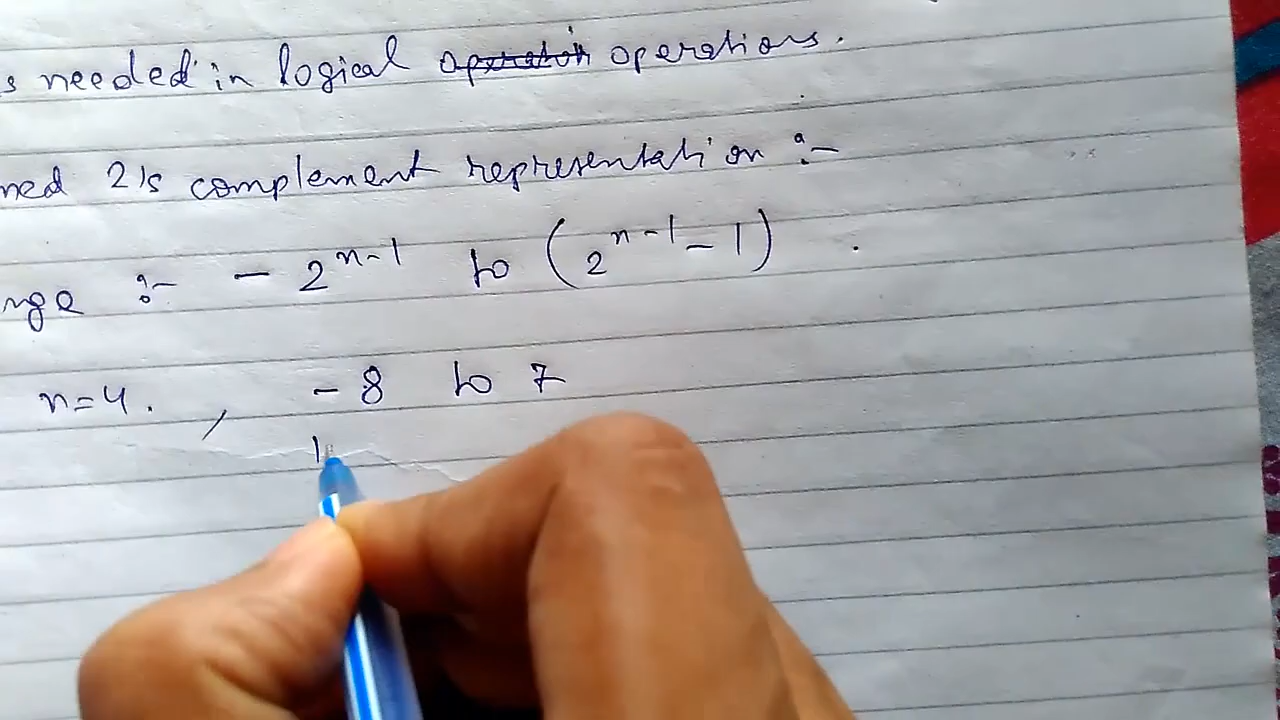 s needed in logical operations.
ned 2's complement representation :-
nge :- - 2^{n-1} to (2^{n-1} - 1)
n=4. , - 8 to 7
1